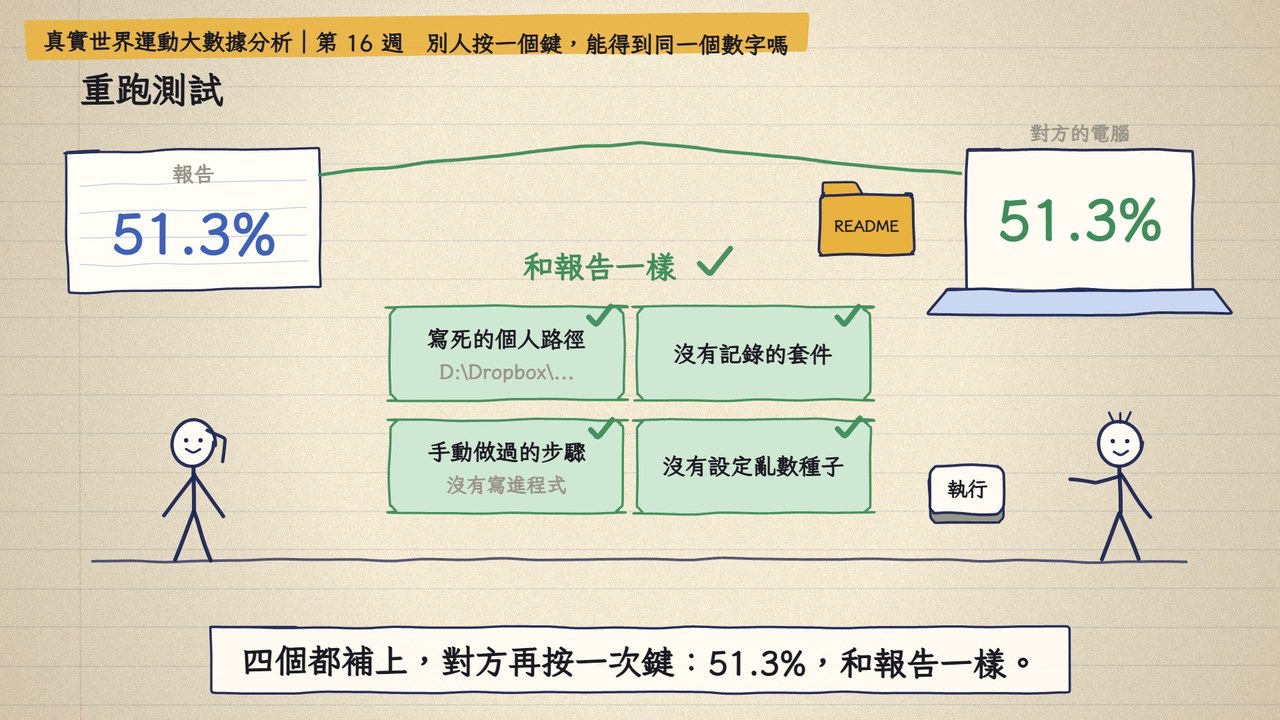 真實世界運動大數據分析｜第 16 週　別人按一個鍵，能得到同一個數字嗎
重跑測試
對方的電腦
報告
51.3%
README
51.3%
和報告一樣
寫死的個人路徑
D:\Dropbox\...
沒有記錄的套件
手動做過的步驟
沒有寫進程式
沒有設定亂數種子
執行
四個都補上，對方再按一次鍵：51.3%，和報告一樣。